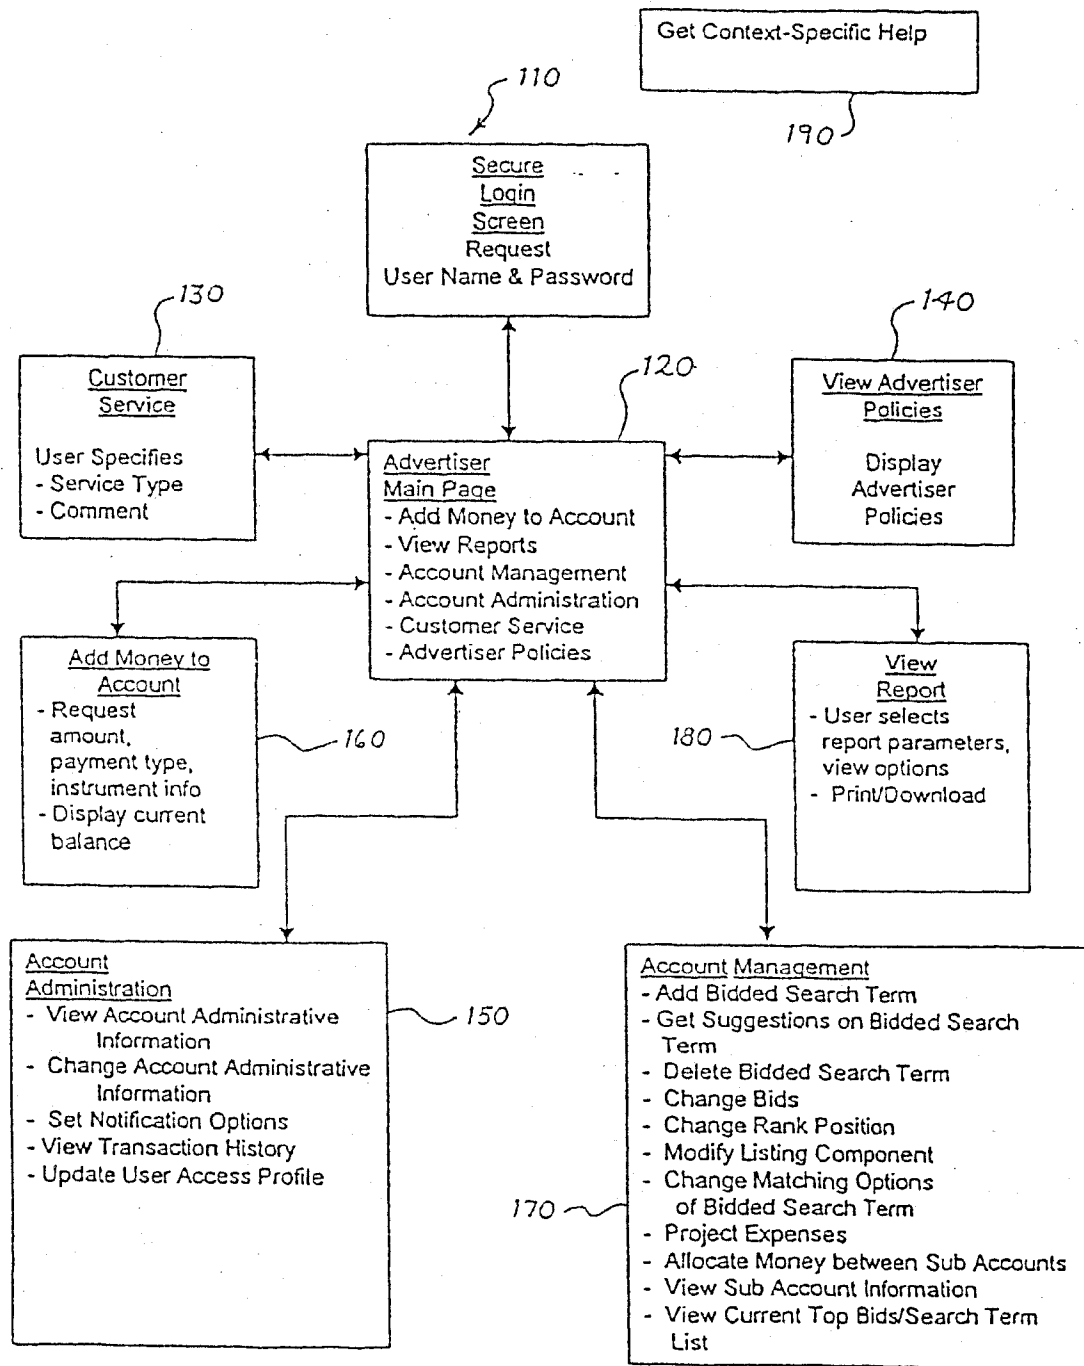 Get Context-Specific Help
190
110
Secure
Login
Screen
Request
User Name & Password
130
Customer
Service
User Specifies
- Service Type
- Comment
120
Advertiser
Main Page
- Add Money to Account
- View Reports
- Account Management
- Account Administration
- Customer Service
- Advertiser Policies
140
View Advertiser
Policies
Display
Advertiser
Policies
Add Money to
Account
- Request
amount,
payment type,
instrument info
- Display current
balance
160
180
View
Report
- User selects
report parameters,
view options
- Print/Download
Account
Administration
- View Account Administrative
Information
- Change Account Administrative
Information
- Set Notification Options
- View Transaction History
- Update User Access Profile
150
Account Management
- Add Bidded Search Term
- Get Suggestions on Bidded Search
Term
- Delete Bidded Search Term
- Change Bids
- Change Rank Position
- Modify Listing Component
- Change Matching Options
of Bidded Search Term
- Project Expenses
- Allocate Money between Sub Accounts
- View Sub Account Information
- View Current Top Bids/Search Term
List
170